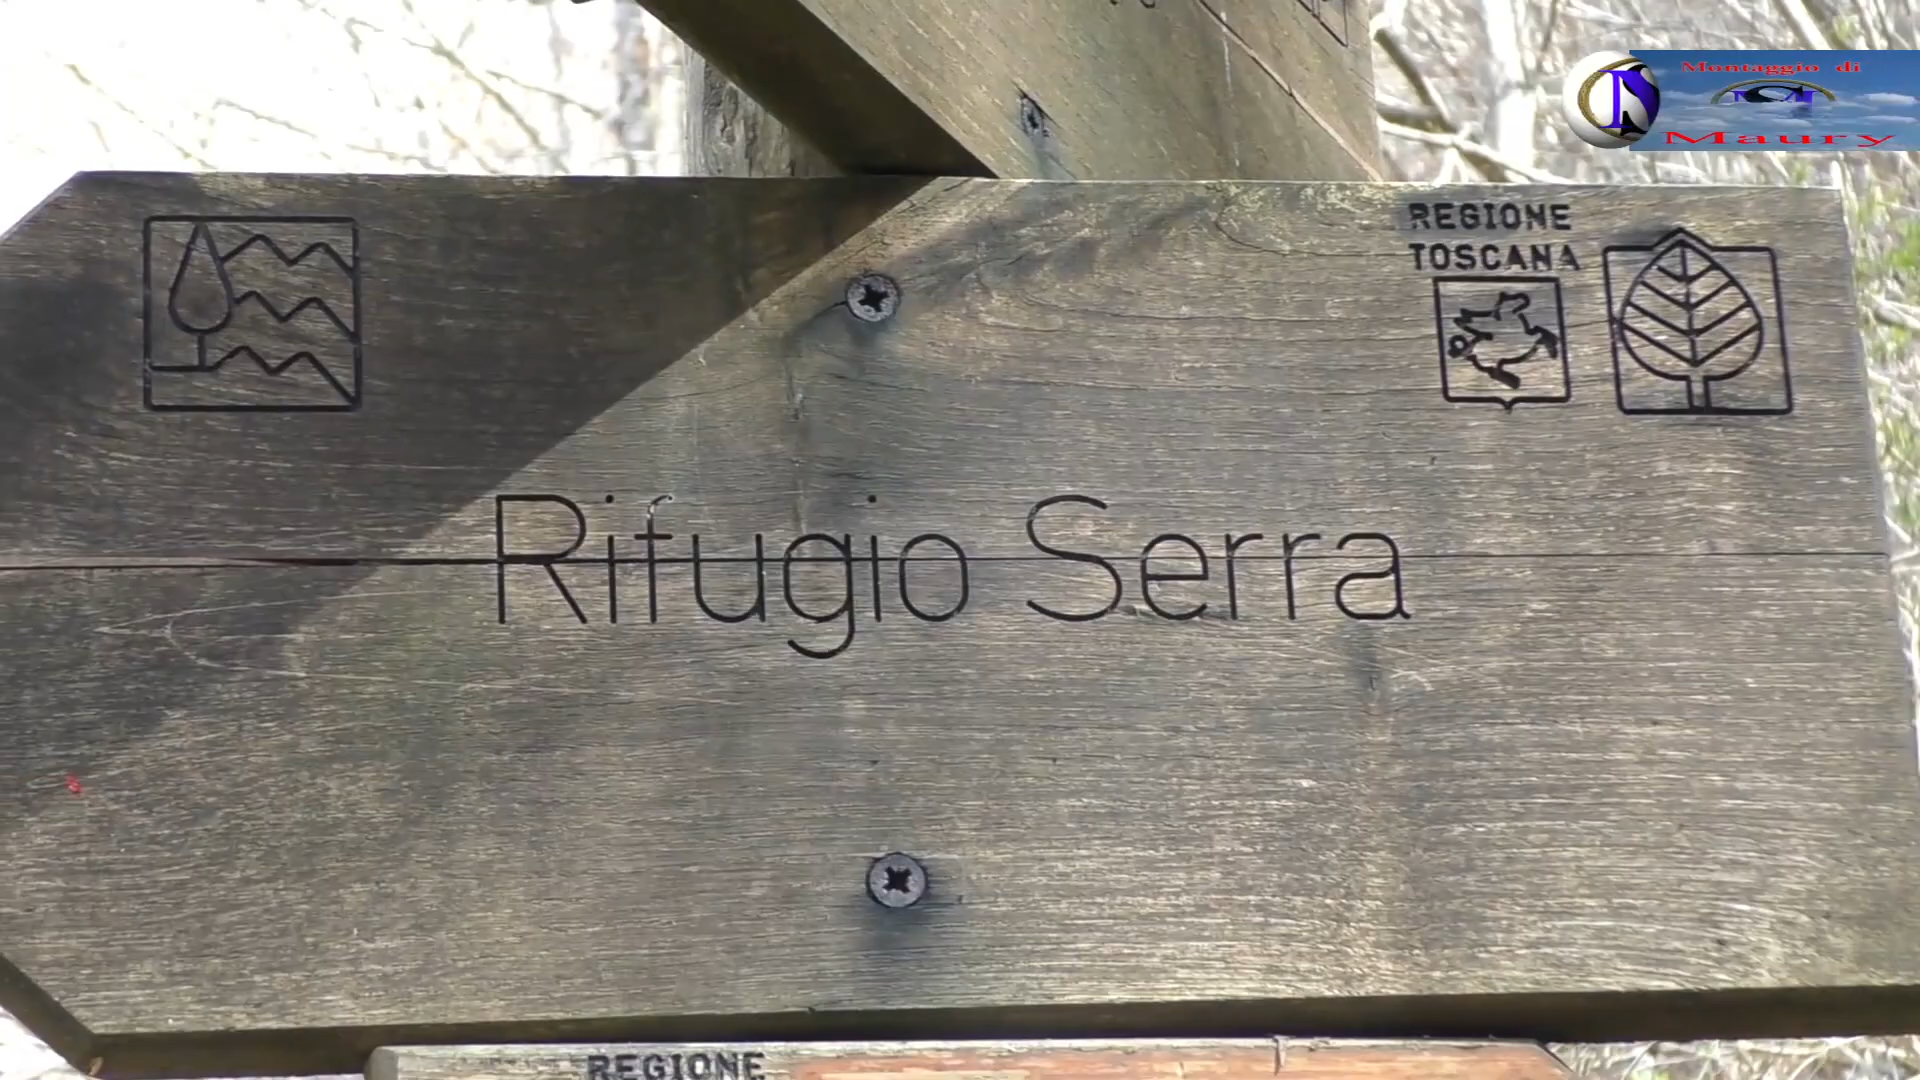 Montaggio di
Maury
REGIONE
TOSCANA
Rifugio Serra
REGIONE